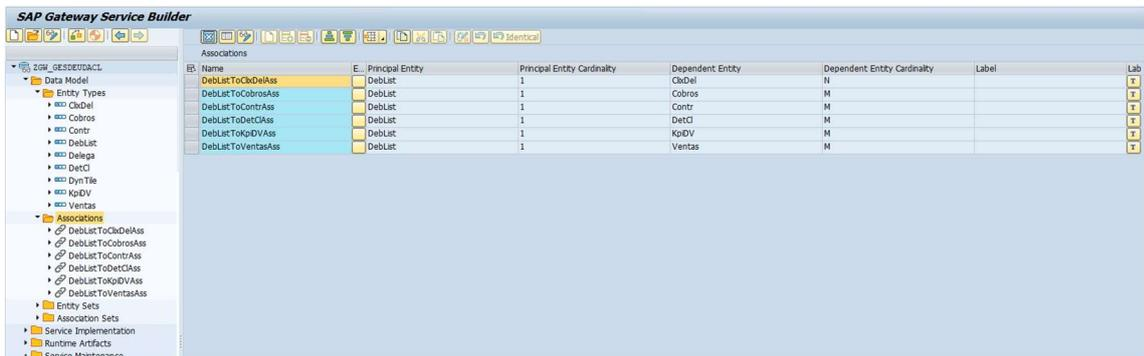 SAP Gateway Service Builder
Identical
Associations
ZGW_GESDEUDACL
Data Model
Entity Types
ClxDel
Cobros
Contr
DebList
Delega
DetCl
DynTile
KpiDV
Ventas
Associations
DebListToClxDelAss
DebListToCobrosAss
DebListToContrAss
DebListToDetClAss
DebListToKpiDVAss
DebListToVentasAss
Entity Sets
Association Sets
Service Implementation
Runtime Artifacts
Service Maintenance
Name E... Principal Entity Principal Entity Cardinality Dependent Entity Dependent Entity Cardinality Label Lab
DebListToClxDelAss DebList 1 ClxDel N T
DebListToCobrosAss DebList 1 Cobros M T
DebListToContrAss DebList 1 Contr M T
DebListToDetClAss DebList 1 DetCl M T
DebListToKpiDVAss DebList 1 KpiDV M T
DebListToVentasAss DebList 1 Ventas M T